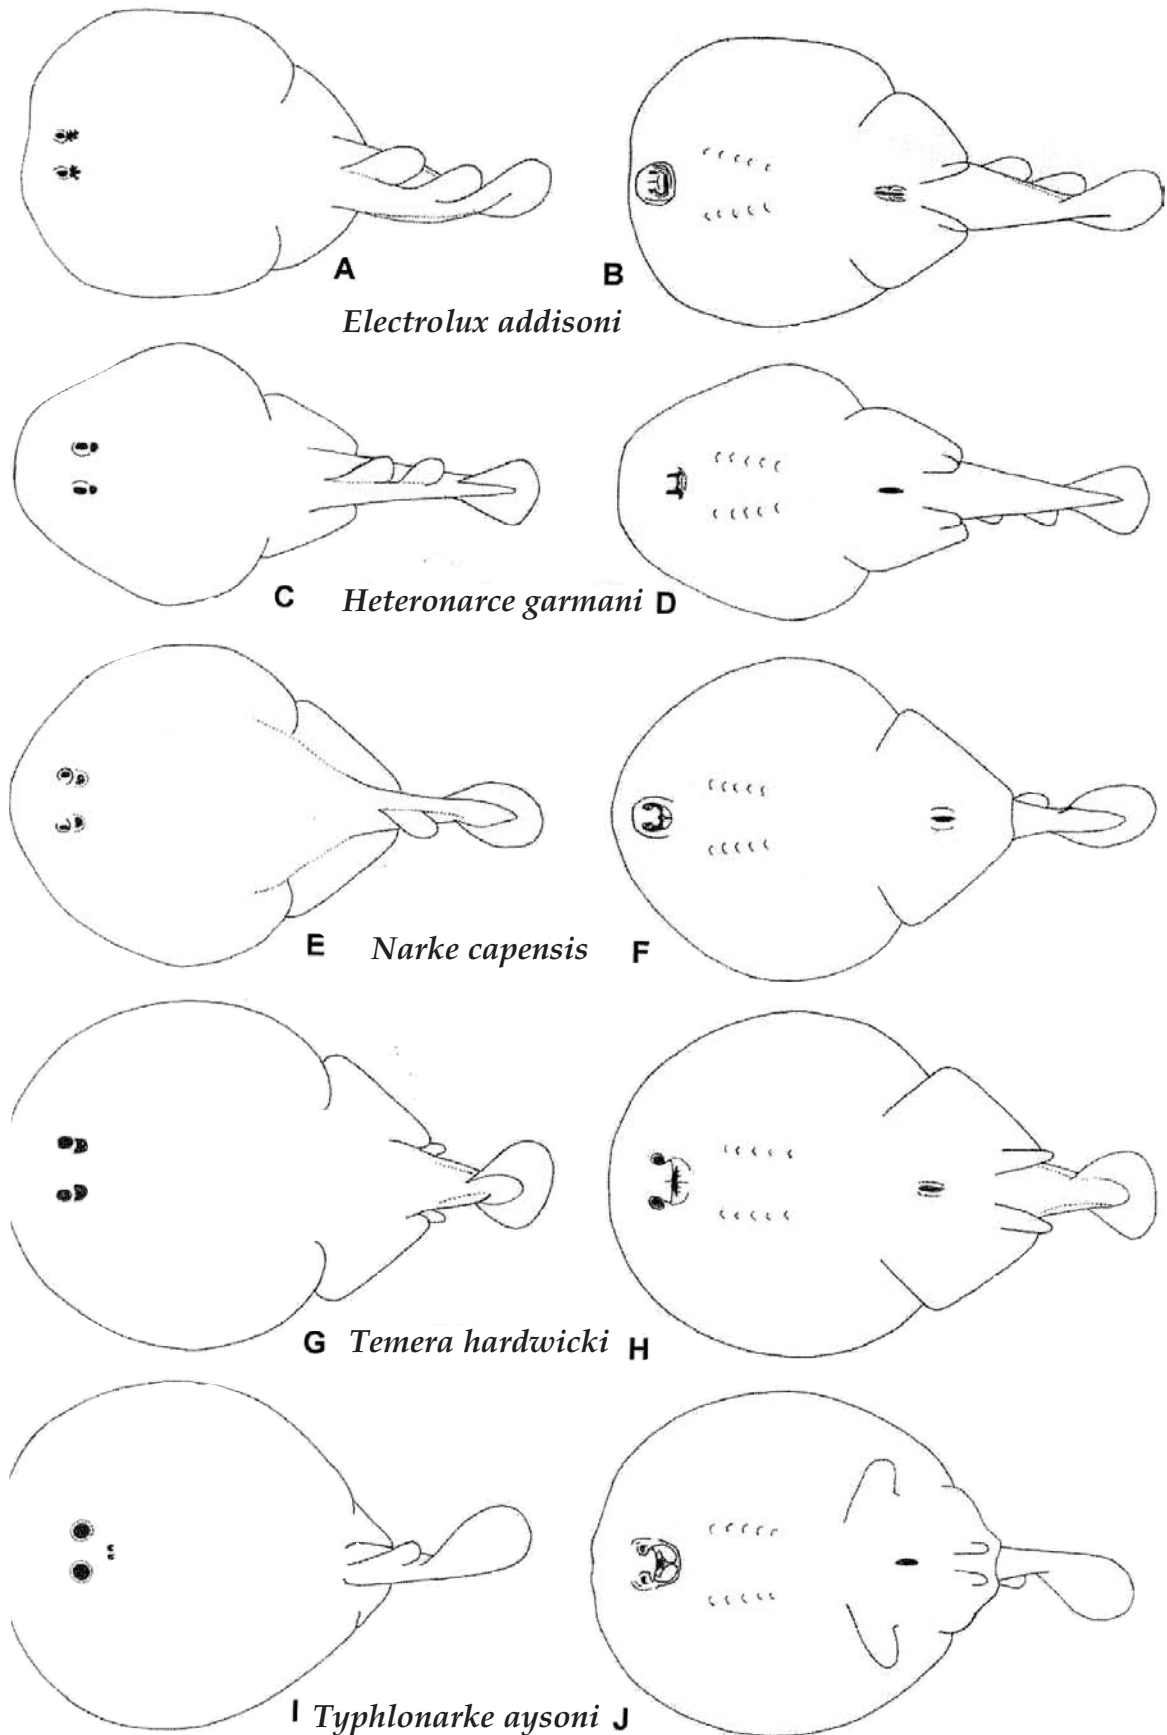 A B
Electrolux addisoni
C Heteronarce garmani D
E Narke capensis F
G Temera hardwicki H
I Typhlonarke aysoni J